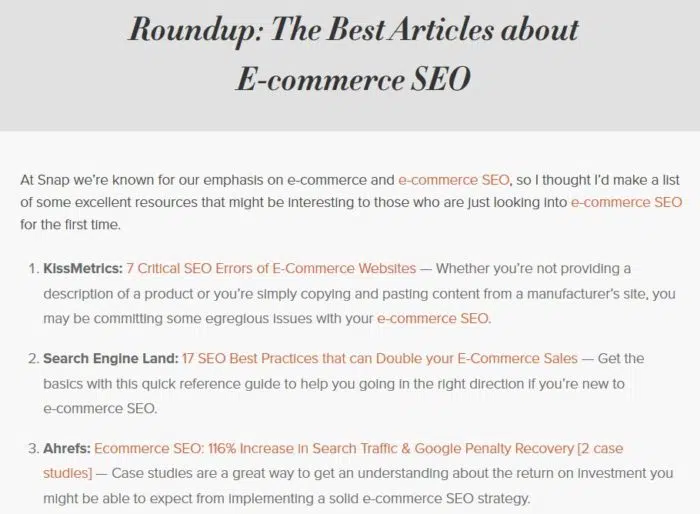 Roundup: The Best Articles about
E-commerce SEO
At Snap we're known for our emphasis on e-commerce and e-commerce SEO, so I thought I'd make a list
of some excellent resources that might be interesting to those who are just looking into e-commerce SEO
for the first time.
1. KissMetrics: 7 Critical SEO Errors of E-Commerce Websites — Whether you're not providing a
description of a product or you're simply copying and pasting content from a manufacturer's site, you
may be committing some egregious issues with your e-commerce SEO.
2. Search Engine Land: 17 SEO Best Practices that can Double your E-Commerce Sales — Get the
basics with this quick reference guide to help you going in the right direction if you're new to
e-commerce SEO.
3. Ahrefs: Ecommerce SEO: 116% Increase in Search Traffic & Google Penalty Recovery [2 case
studies] — Case studies are a great way to get an understanding about the return on investment you
might be able to expect from implementing a solid e-commerce SEO strategy.